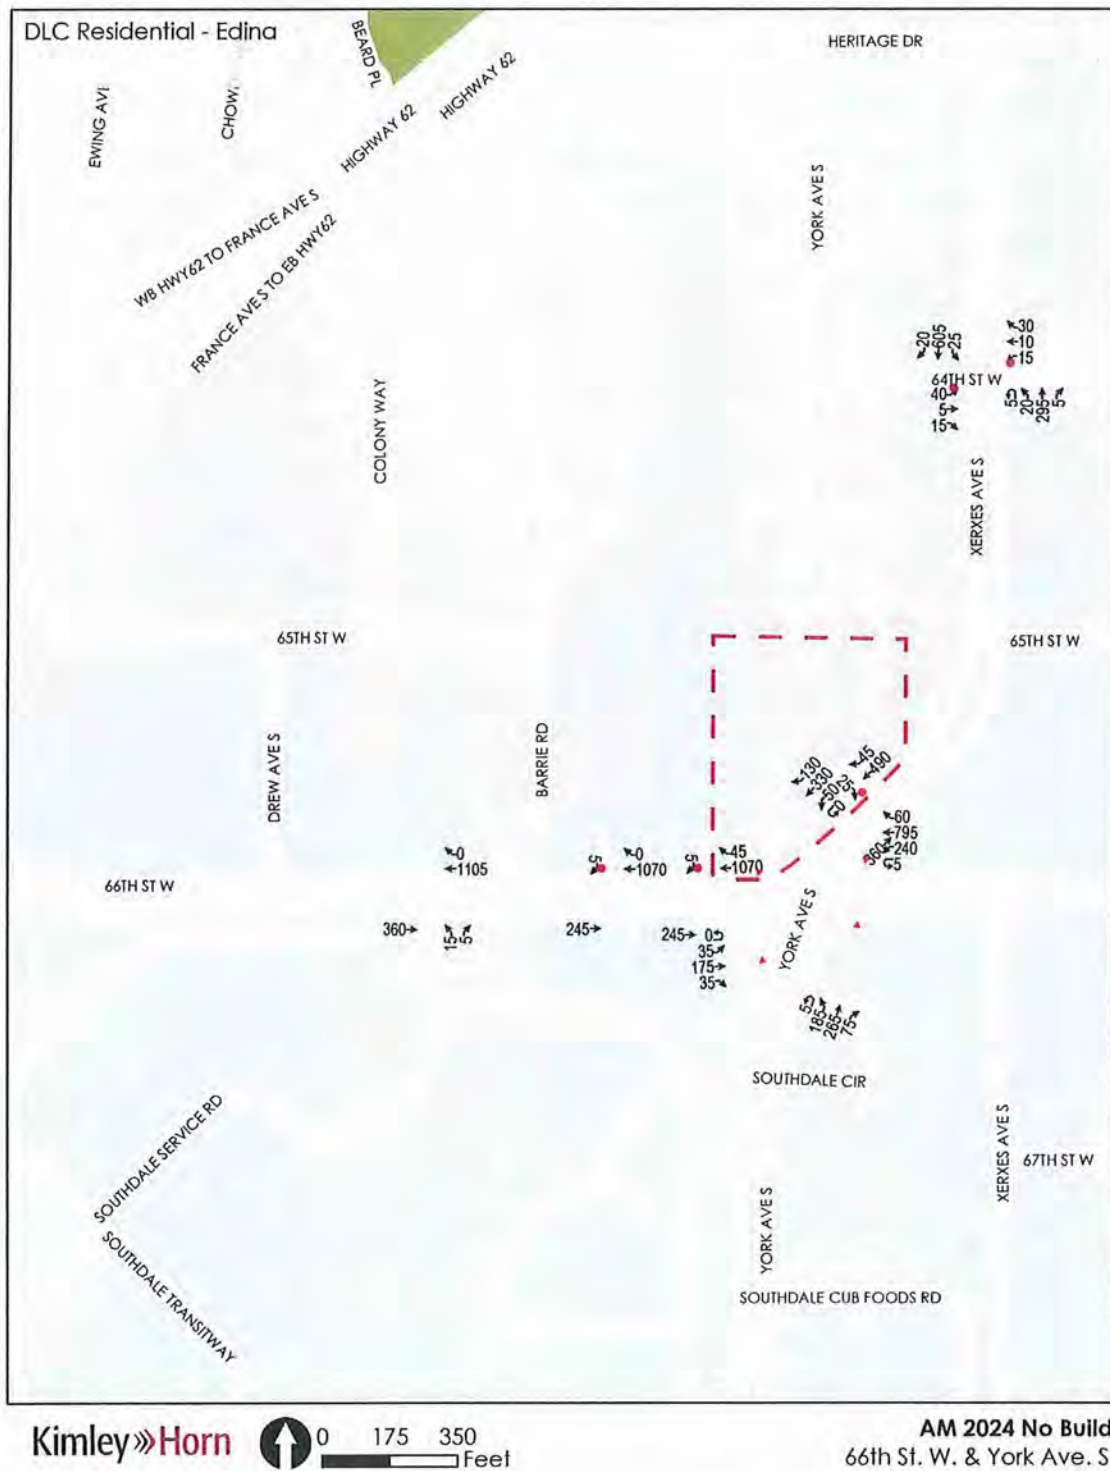 DLC Residential - Edina
BEARD PL
HERITAGE DR
EWING AVE
CHOW.
HIGHWAY 62
HIGHWAY 62
YORK AVE S
WB HWY62 TO FRANCE AVE S
FRANCE AVE S TO EB HWY62
20
605
25
30
10
15
64TH ST W
40
5
15
5
20
295
5
COLONY WAY
XERXES AVE S
65TH ST W
65TH ST W
DREW AVE S
BARRIE RD
130
330
50
0
25
45
490
60
795
240
5
360
0
1105
5
0
1070
5
45
1070
66TH ST W
360
15
5
245
245
0
35
175
35
YORK AVE S
5
185
265
75
SOUTHDALE CIR
SOUTHDALE SERVICE RD
XERXES AVE S
67TH ST W
YORK AVE S
SOUTHDALE TRANSITWAY
SOUTHDALE CUB FOODS RD
Kimley»Horn
0 175 350
Feet
AM 2024 No Build
66th St. W. & York Ave. S